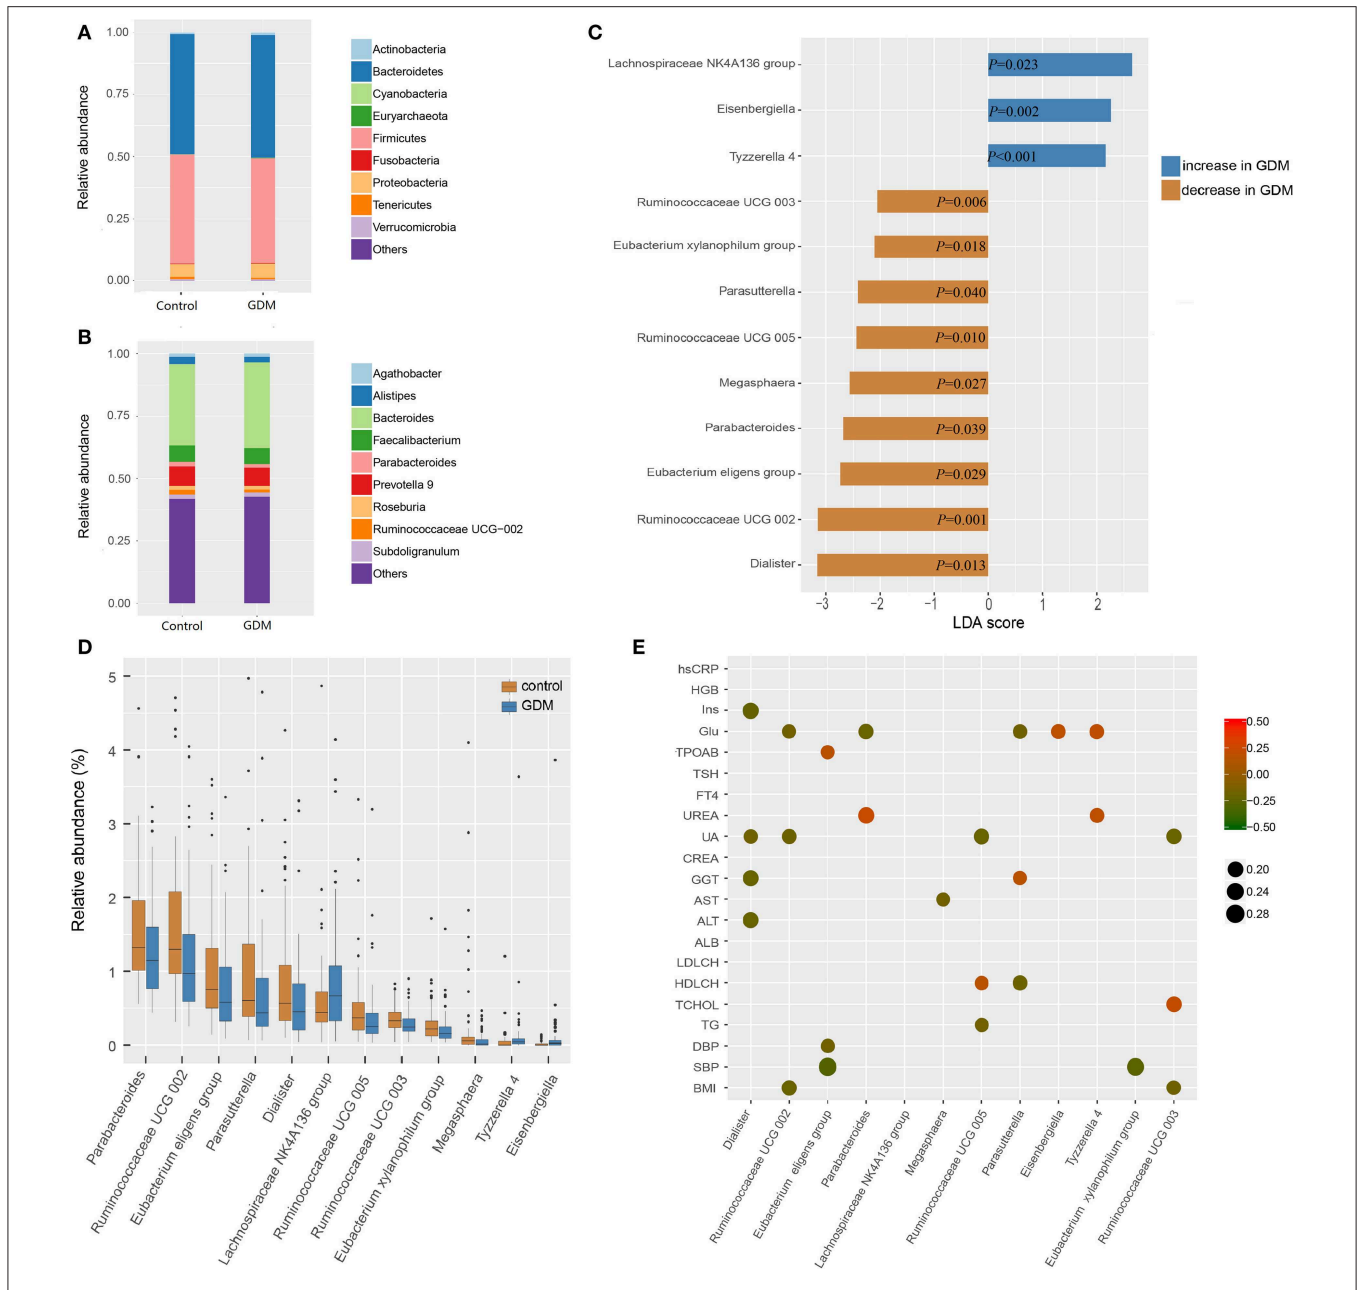 A
Relative abundance
1.00
0.75
0.50
0.25
0.00
Control
GDM
Actinobacteria
Bacteroidetes
Cyanobacteria
Euryarchaeota
Firmicutes
Fusobacteria
Proteobacteria
Tenericutes
Verrucomicrobia
Others
B
Relative abundance
1.00
0.75
0.50
0.25
0.00
Control
GDM
Agathobacter
Alistipes
Bacteroides
Faecalibacterium
Parabacteroides
Prevotella 9
Roseburia
Ruminococcaceae UCG−002
Subdoligranulum
Others
C
Lachnospiraceae NK4A136 group
P=0.023
Eisenbergiella
P=0.002
Tyzzerella 4
P<0.001
Ruminococcaceae UCG 003
P=0.006
Eubacterium xylanophilum group
P=0.018
Parasutterella
P=0.040
Ruminococcaceae UCG 005
P=0.010
Megasphaera
P=0.027
Parabacteroides
P=0.039
Eubacterium eligens group
P=0.029
Ruminococcaceae UCG 002
P=0.001
Dialister
P=0.013
−3
−2
−1
0
1
2
LDA score
increase in GDM
decrease in GDM
D
Relative abundance (%)
5
4
3
2
1
0
control
GDM
Parabacteroides
Ruminococcaceae UCG 002
Eubacterium eligens group
Parasutterella
Dialister
Lachnospiraceae NK4A136 group
Ruminococcaceae UCG 005
Ruminococcaceae UCG 003
Eubacterium xylanophilum group
Megasphaera
Tyzzerella 4
Eisenbergiella
E
hsCRP
HGB
Ins
Glu
TPOAB
TSH
FT4
UREA
UA
CREA
GGT
AST
ALT
ALB
LDLCH
HDLCH
TCHOL
TG
DBP
SBP
BMI
Dialister
Ruminococcaceae UCG 002
Eubacterium eligens group
Parabacteroides
Lachnospiraceae NK4A136 group
Megasphaera
Ruminococcaceae UCG 005
Parasutterella
Eisenbergiella
Tyzzerella 4
Eubacterium xylanophilum group
Ruminococcaceae UCG 003
0.50
0.25
0.00
−0.25
−0.50
0.20
0.24
0.28